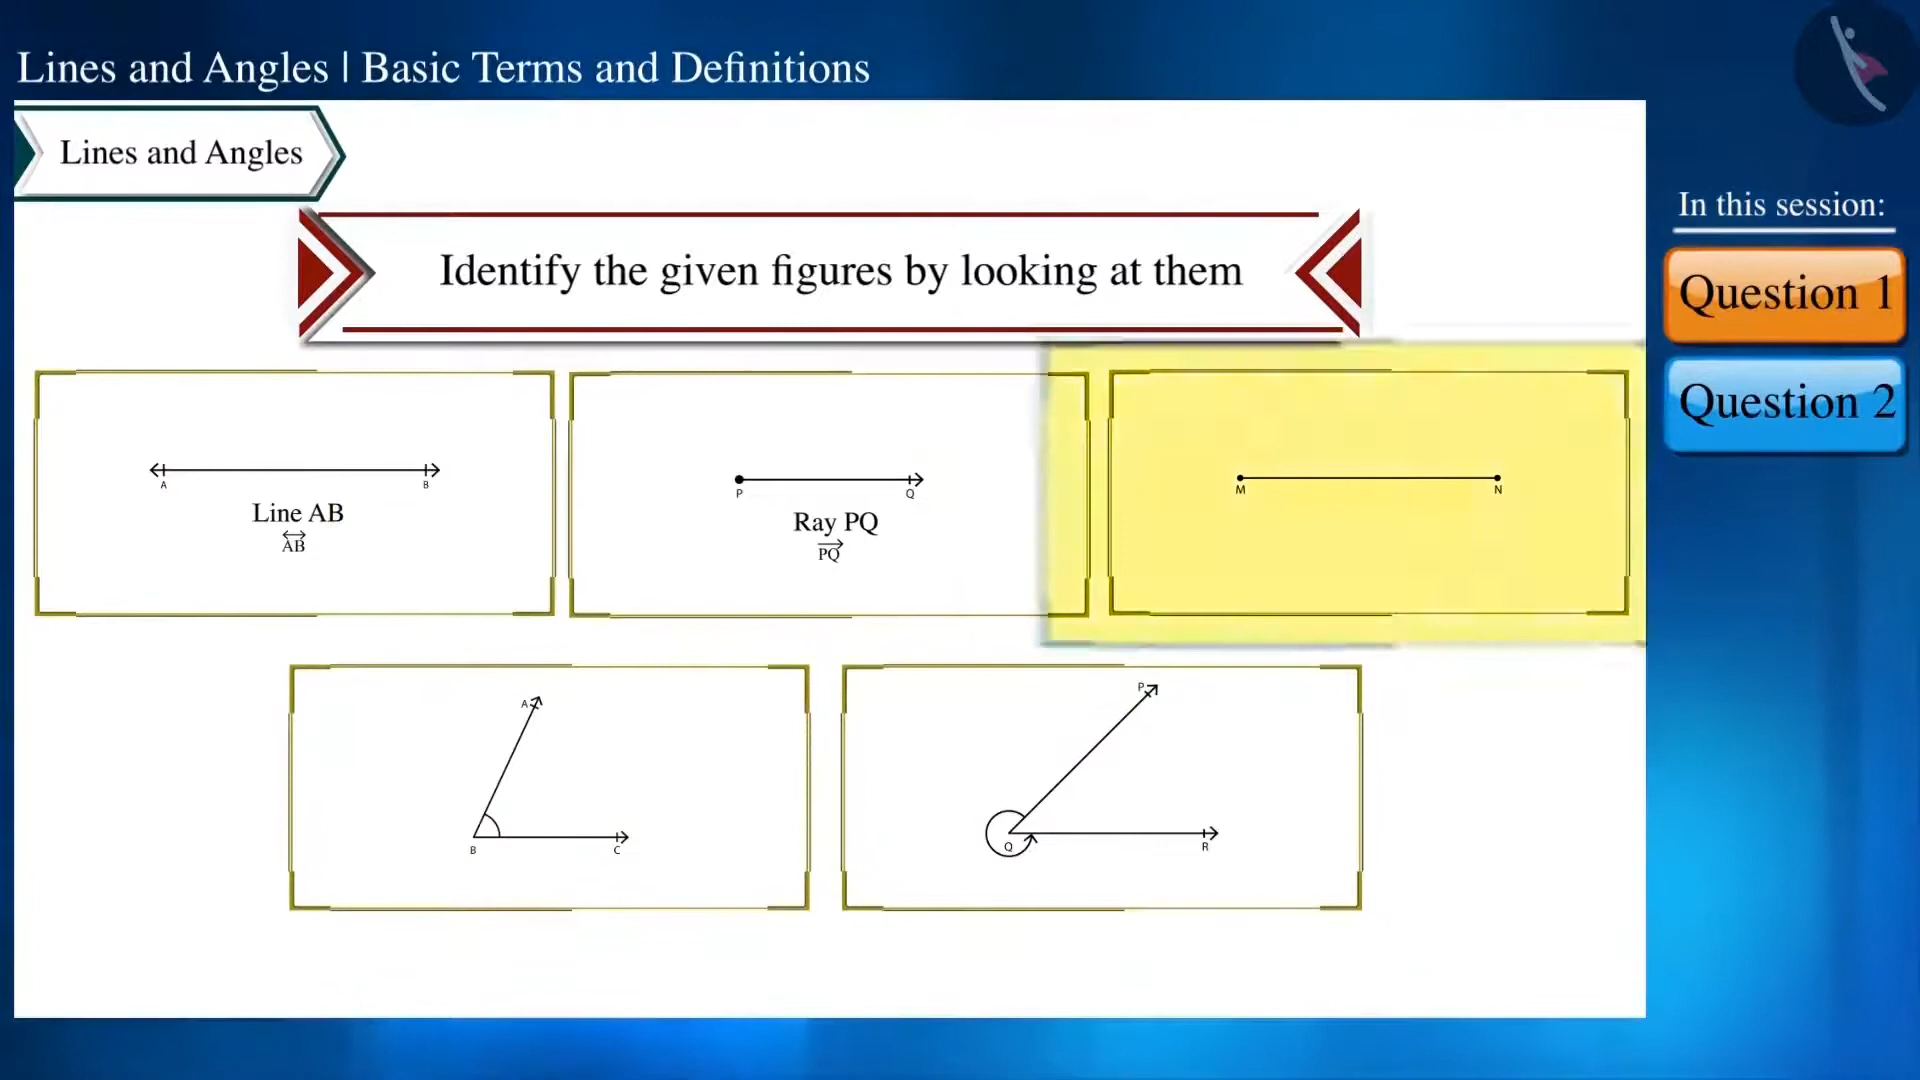 Lines and Angles | Basic Terms and Definitions
Lines and Angles
In this session:
Identify the given figures by looking at them
Question 1
Question 2
A B
Line AB
AB
P Q
Ray PQ
PQ
M N
A
B C
P
Q R